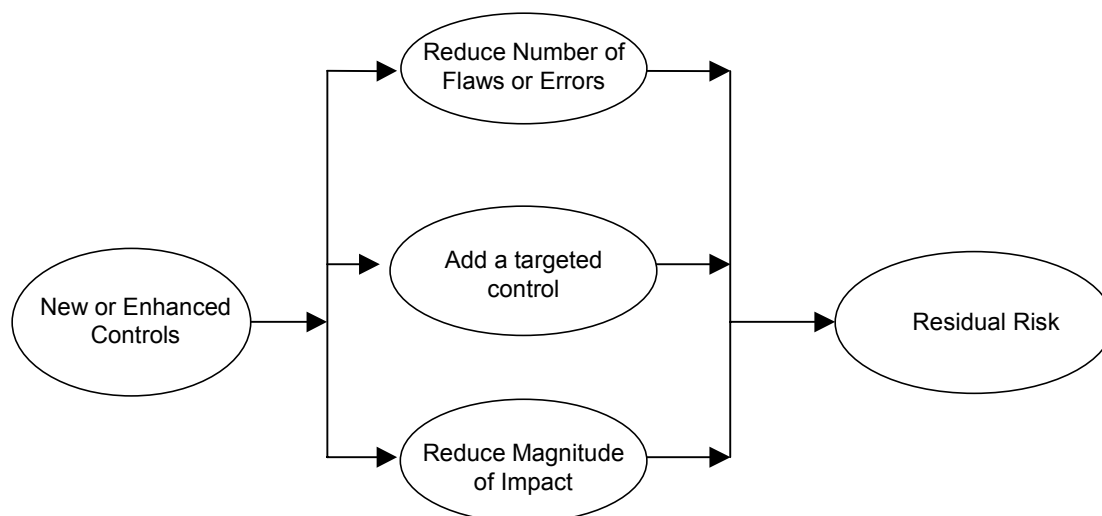 Reduce Number of
Flaws or Errors
Add a targeted
control
New or Enhanced
Controls
Residual Risk
Reduce Magnitude
of Impact